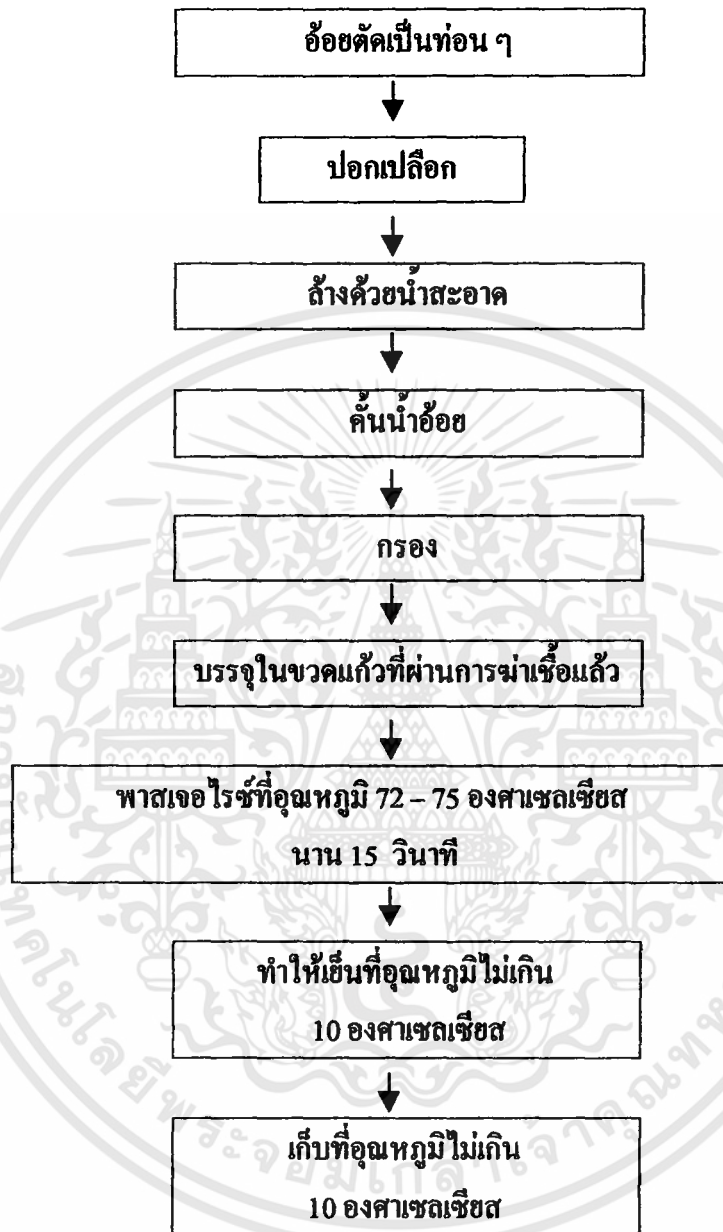 อ้อยตัดเป็นท่อน ๆ
ปอกเปลือก
ล้างด้วยน้ำสะอาด
คั้นน้ำอ้อย
กรอง
บรรจุในขวดแก้วที่ผ่านการฆ่าเชื้อแล้ว
พาสเจอไรซ์ที่อุณหภูมิ 72 – 75 องศาเซลเซียส
นาน 15 วินาที
ทำให้เย็นที่อุณหภูมิไม่เกิน
10 องศาเซลเซียส
เก็บที่อุณหภูมิไม่เกิน
10 องศาเซลเซียส